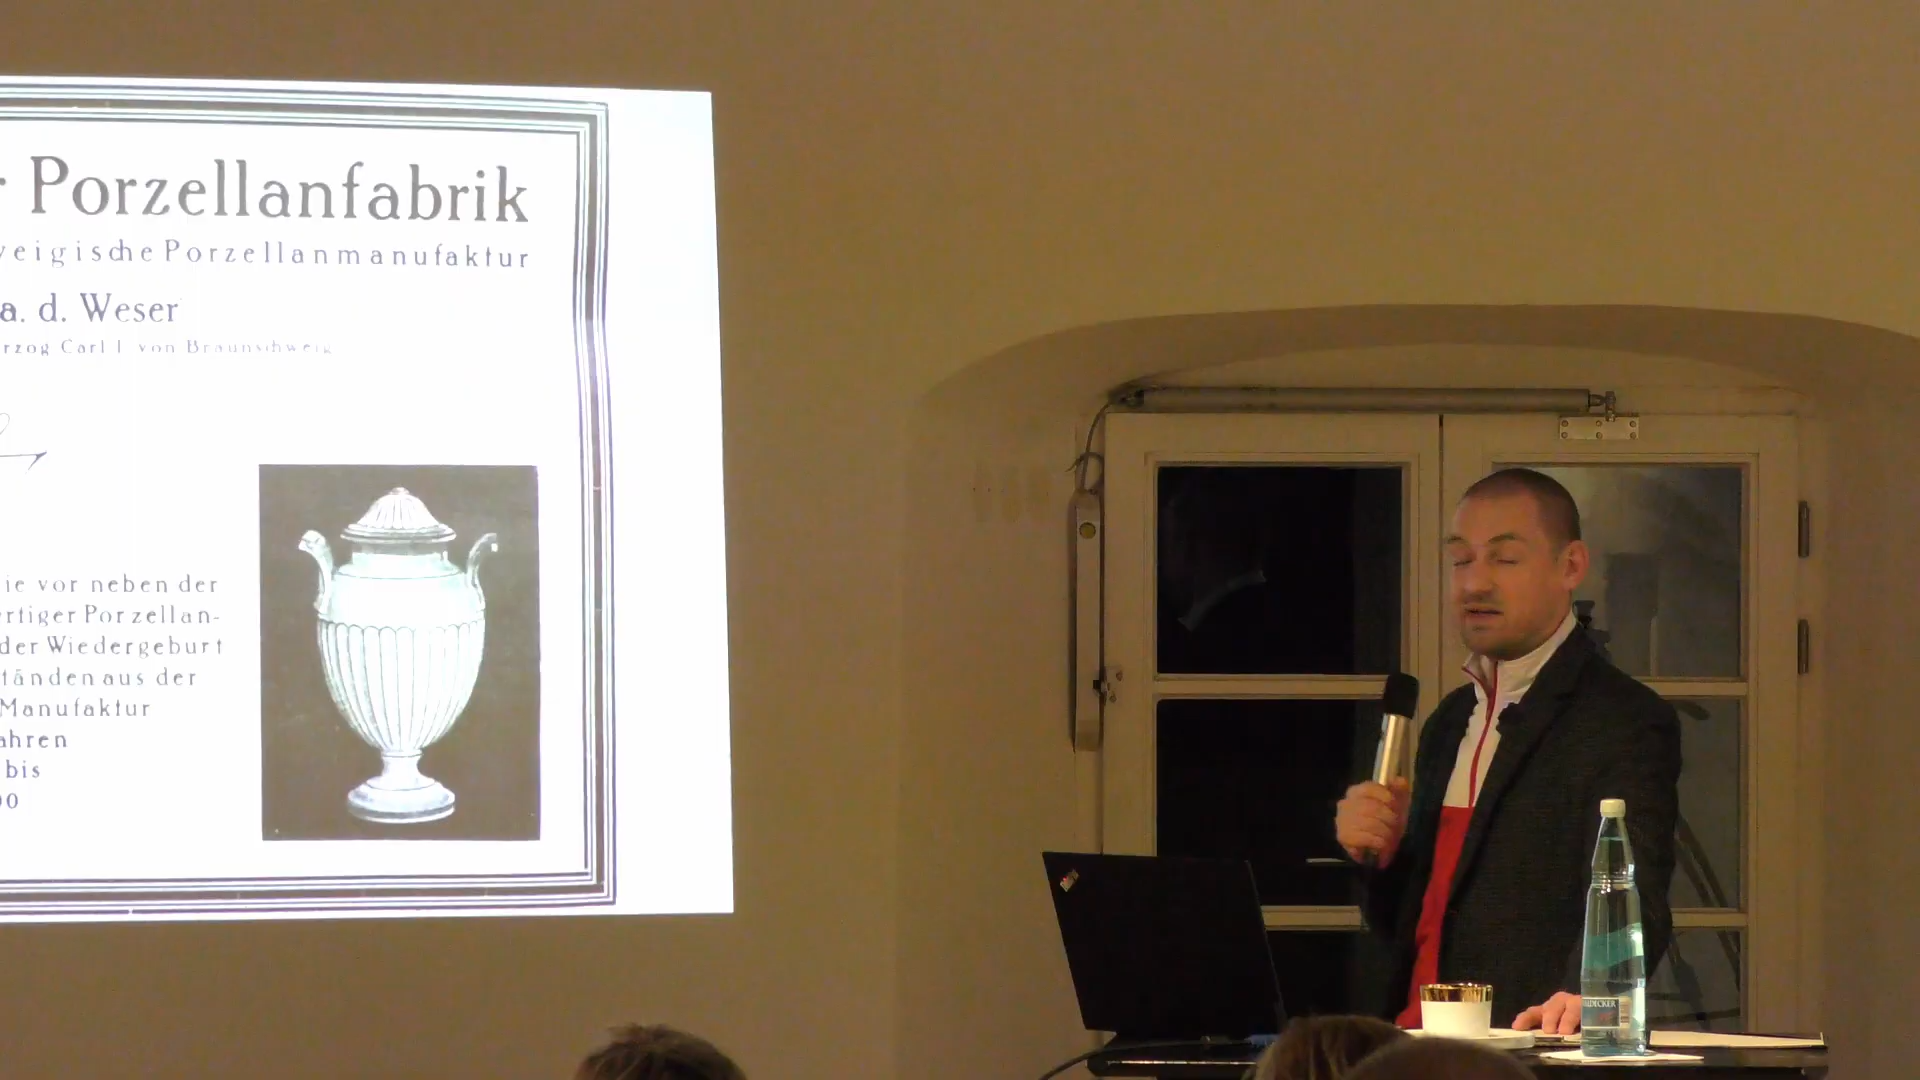 Porzellanfabrik
veigische Porzellanmanufaktur
a. d. Weser
rzog Carl I. von Braunschweig
ie vor neben der
ertiger Porzellan-
der Wiedergeburt
tänden aus der
Manufaktur
ahren
bis
00